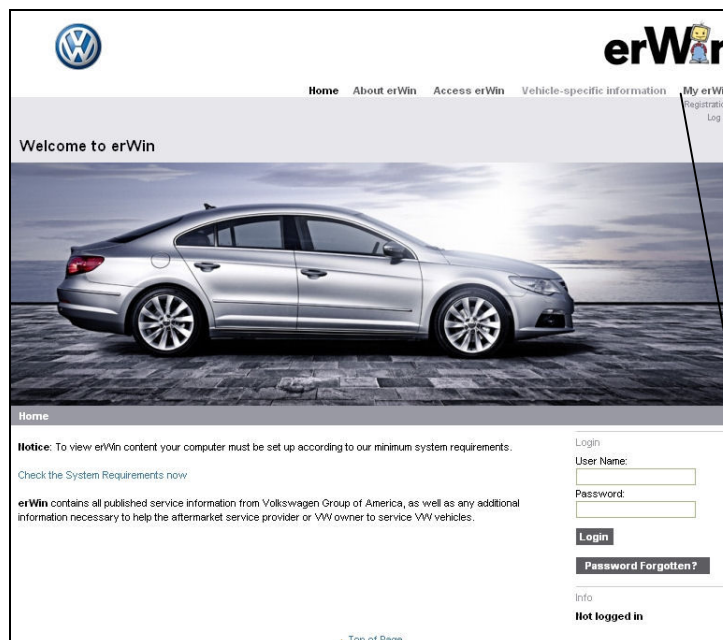 erWin
Home About erWin Access erWin Vehicle-specific information My erWi
Registratio
Log
Welcome to erWin
Home
Notice: To view erWin content your computer must be set up according to our minimum system requirements.
Login
User Name:
Check the System Requirements now
Password:
erWin contains all published service information from Volkswagen Group of America, as well as any additional
information necessary to help the aftermarket service provider or VW owner to service VW vehicles.
Login
Password Forgotten?
Info
Not logged in
Top of Page